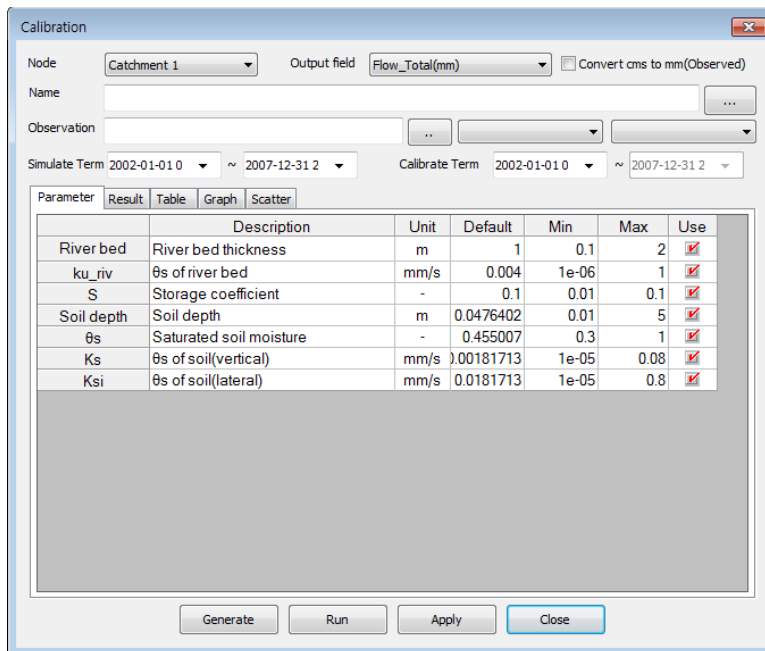 Calibration
Node Catchment 1 Output field Flow_Total(mm) Convert cms to mm(Observed)
Name ...
Observation ..
Simulate Term 2002-01-01 0 ~ 2007-12-31 2 Calibrate Term 2002-01-01 0 ~ 2007-12-31 2
Parameter Result Table Graph Scatter
Description Unit Default Min Max Use
River bed River bed thickness m 1 0.1 2
ku_riv θs of river bed mm/s 0.004 1e-06 1
S Storage coefficient - 0.1 0.01 0.1
Soil depth Soil depth m 0.0476402 0.01 5
θs Saturated soil moisture - 0.455007 0.3 1
Ks θs of soil(vertical) mm/s 0.00181713 1e-05 0.08
Ksi θs of soil(lateral) mm/s 0.0181713 1e-05 0.8
Generate Run Apply Close